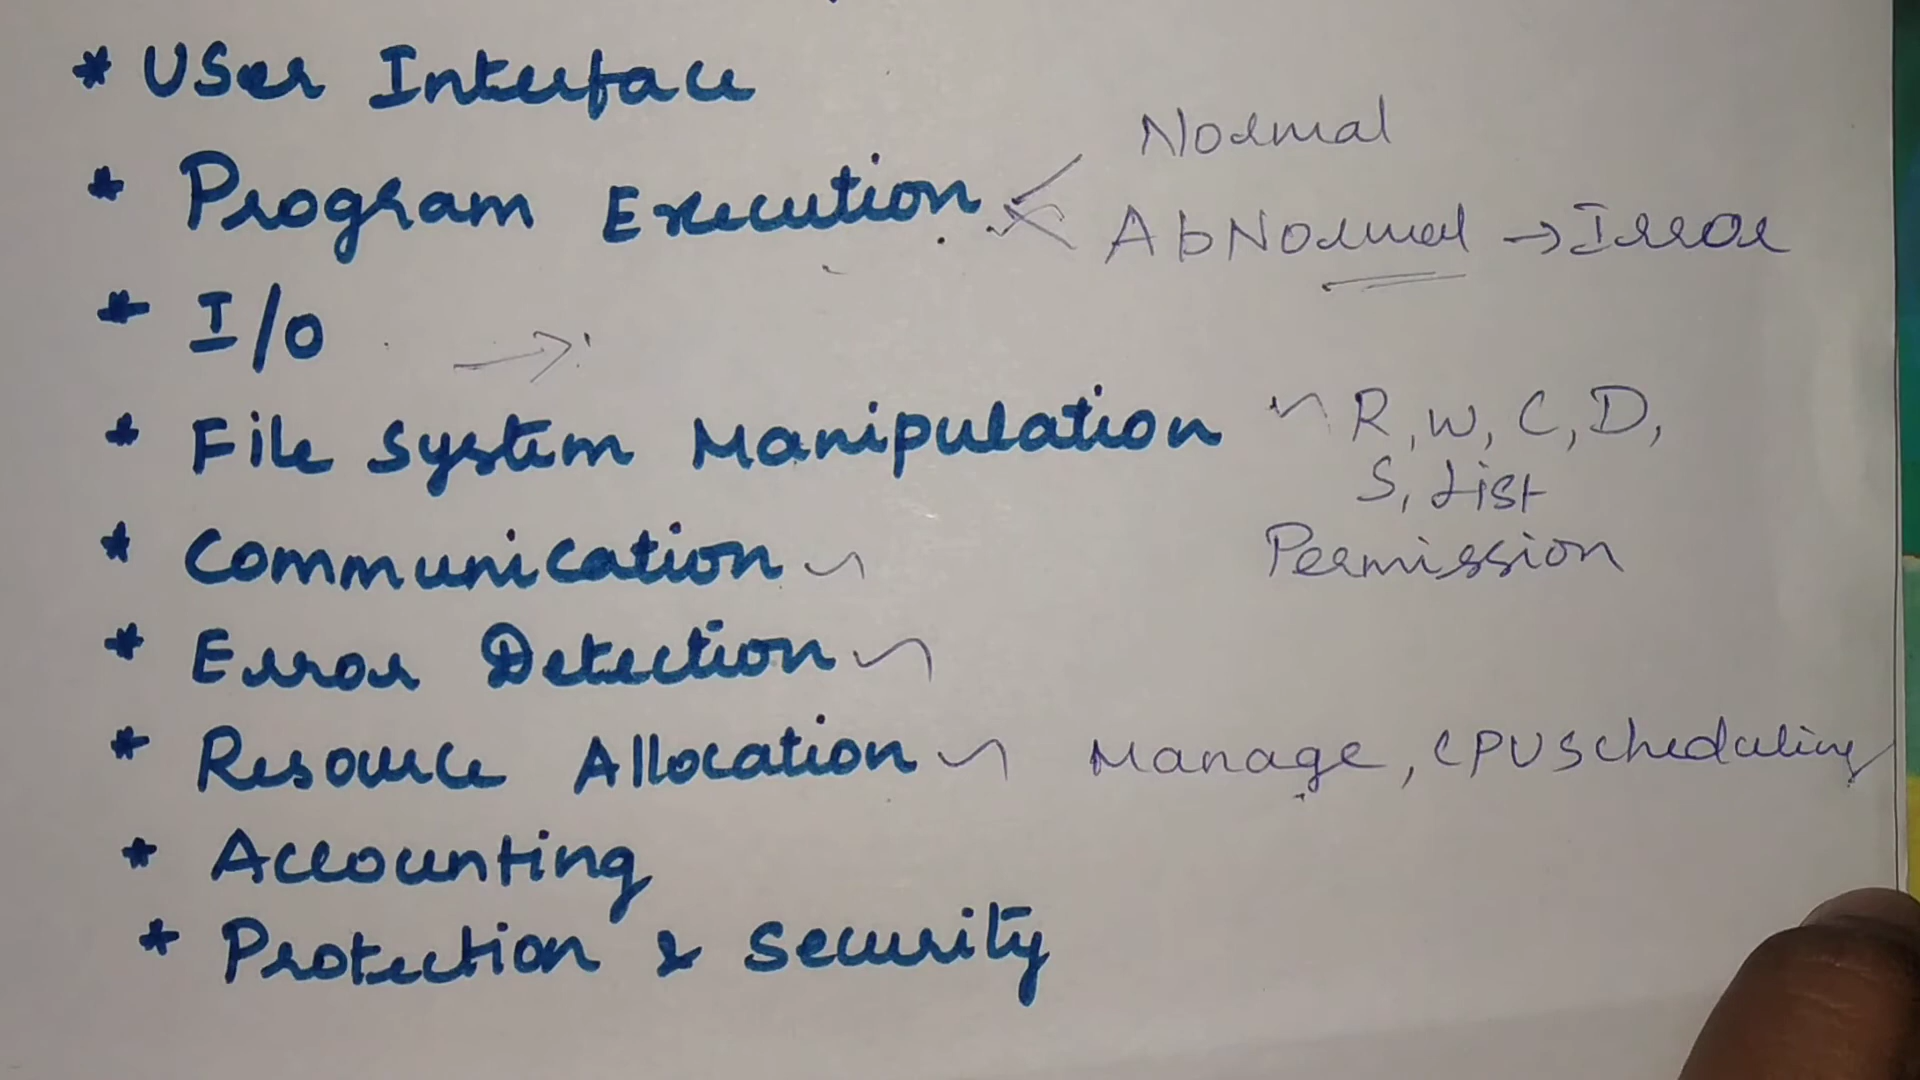 * User Interface
Normal
* Program Execution
AbNormal → Irror
* I/O →
* File System Manipulation R, W, C, D,
S, List
Permission
* Communication
* Error Detection
* Resource Allocation Manage, CPU Scheduling
* Accounting
* Protection & Security